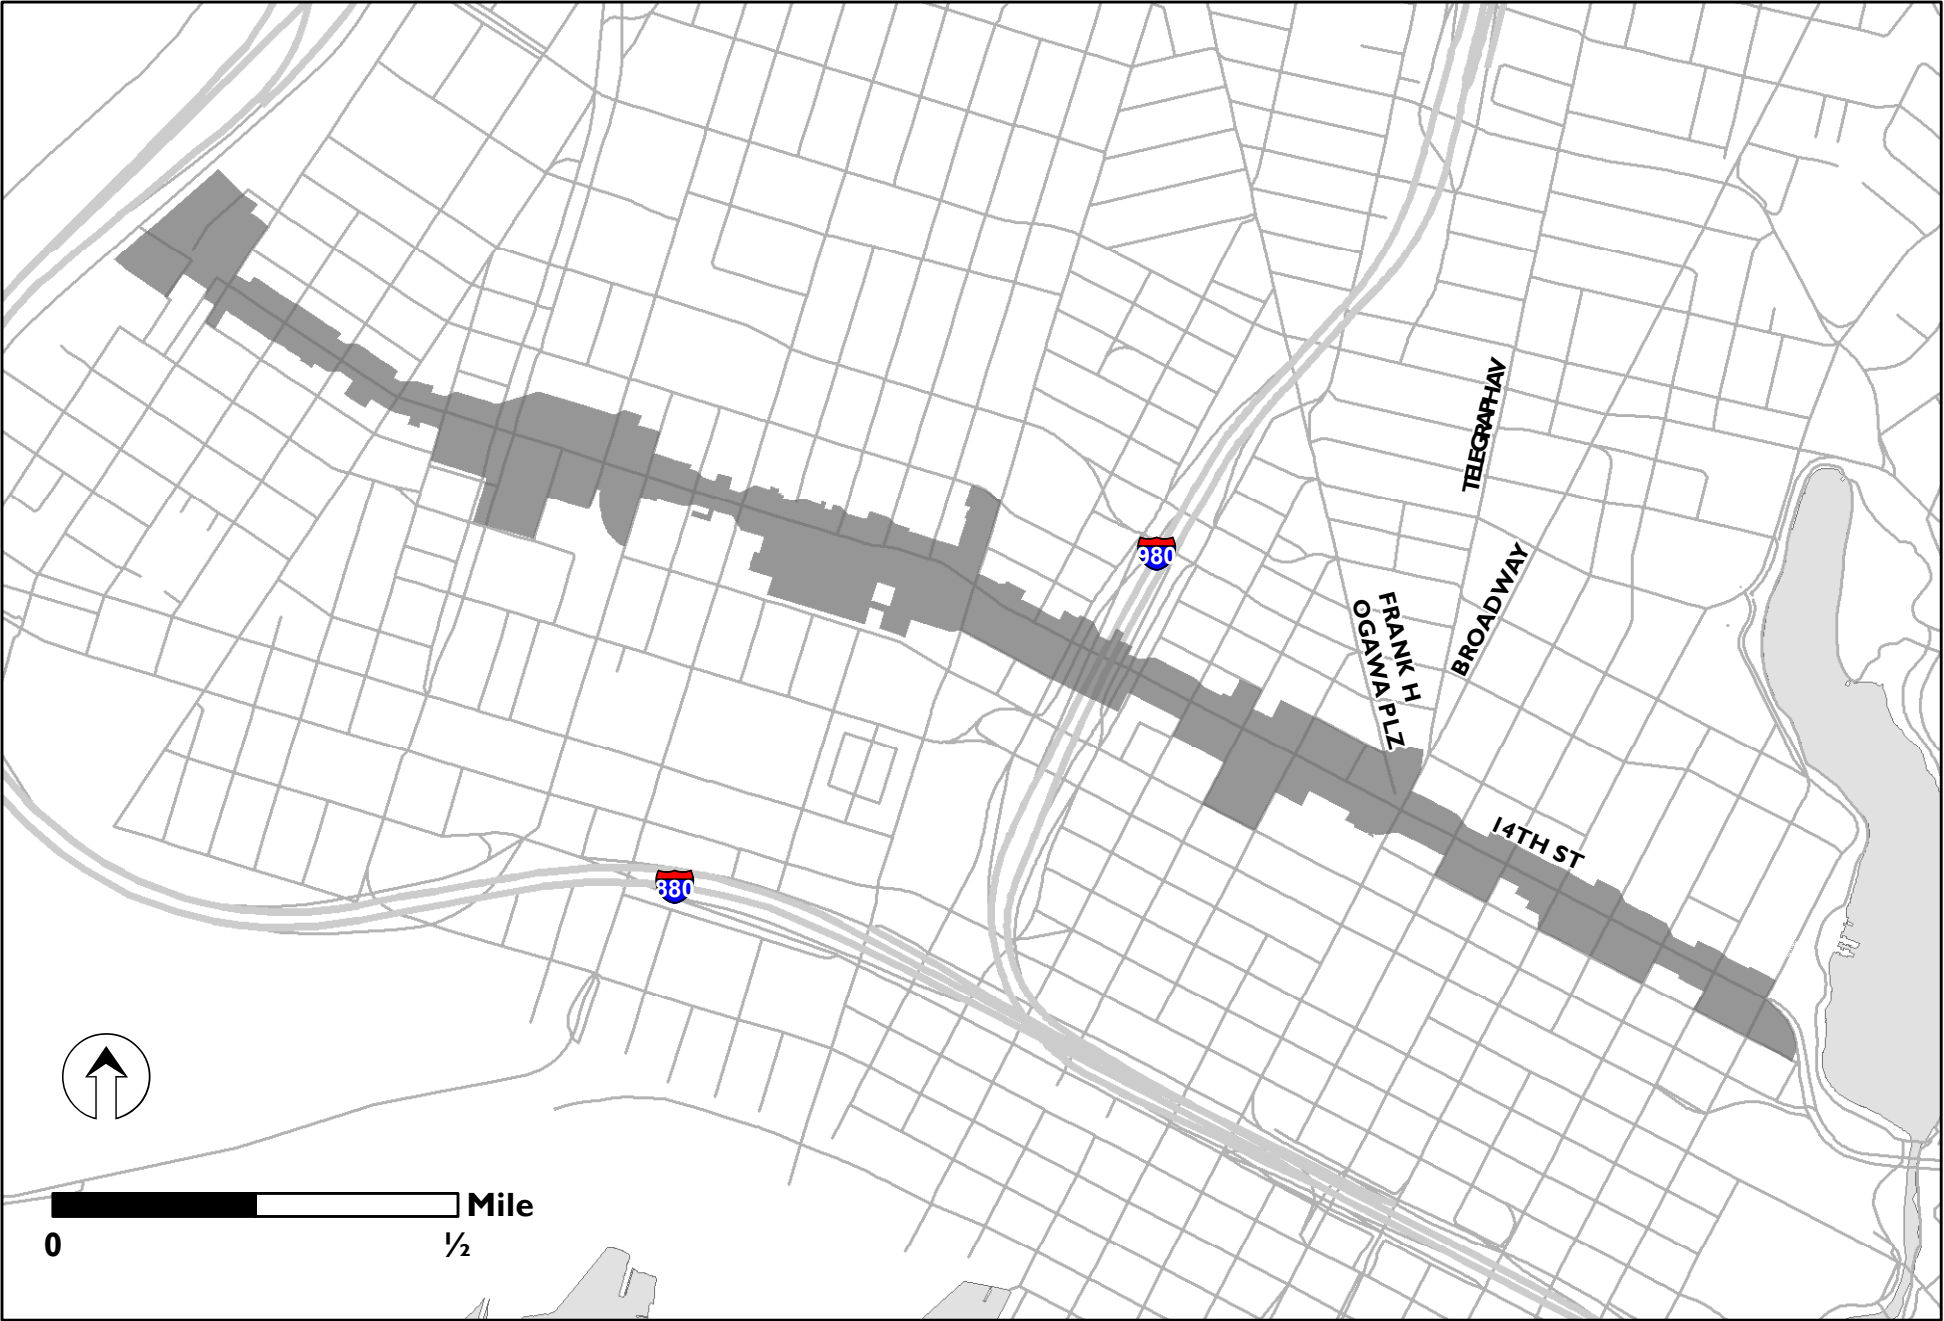 TELEGRAPH AV
BROADWAY
980
FRANK H
OGAWA PLZ
14TH ST
880
Mile
0
½